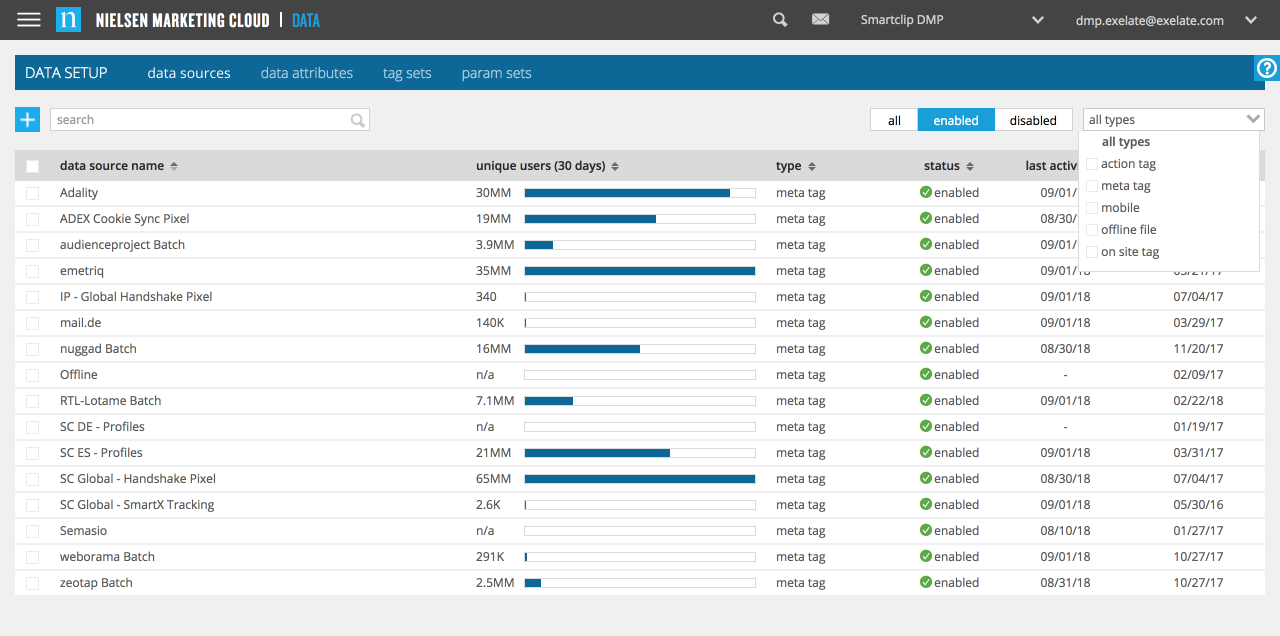 n NIELSEN MARKETING CLOUD | DATA Smartclip DMP dmp.exelate@exelate.com
DATA SETUP data sources data attributes tag sets param sets ?
+ search all enabled disabled all types
all types
action tag
meta tag
mobile
offline file
on site tag
data source name unique users (30 days) type status last activi
Adality 30MM meta tag enabled 09/01/
ADEX Cookie Sync Pixel 19MM meta tag enabled 08/30/
audienceproject Batch 3.9MM meta tag enabled 09/01/
emetriq 35MM meta tag enabled 09/01/18
IP - Global Handshake Pixel 340 meta tag enabled 09/01/18 07/04/17
mail.de 140K meta tag enabled 09/01/18 03/29/17
nuggad Batch 16MM meta tag enabled 08/30/18 11/20/17
Offline n/a meta tag enabled - 02/09/17
RTL-Lotame Batch 7.1MM meta tag enabled 09/01/18 02/22/18
SC DE - Profiles n/a meta tag enabled - 01/19/17
SC ES - Profiles 21MM meta tag enabled 09/01/18 03/31/17
SC Global - Handshake Pixel 65MM meta tag enabled 08/30/18 07/04/17
SC Global - SmartX Tracking 2.6K meta tag enabled 09/01/18 05/30/16
Semasio n/a meta tag enabled 08/10/18 01/27/17
weborama Batch 291K meta tag enabled 09/01/18 10/27/17
zeotap Batch 2.5MM meta tag enabled 08/31/18 10/27/17